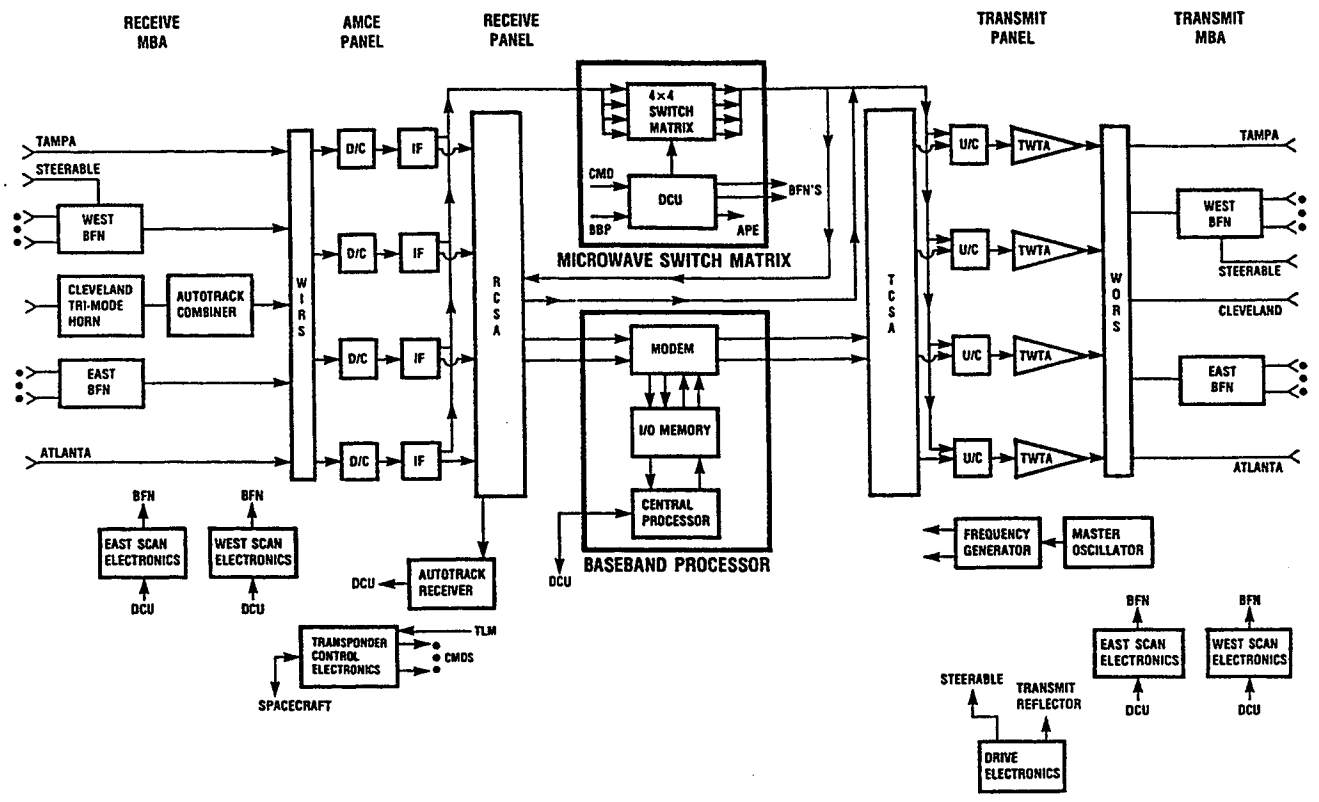 RECEIVE
MBA
AMCE
PANEL
RECEIVE
PANEL
TRANSMIT
PANEL
TRANSMIT
MBA
TAMPA
STEERABLE
WEST
BFN
CLEVELAND
TRI-MODE
HORN
AUTOTRACK
COMBINER
EAST
BFN
ATLANTA
WIRS
D/C
IF
D/C
IF
D/C
IF
D/C
IF
RCSA
4×4
SWITCH
MATRIX
CMD
DCU
BBP
BFN'S
APE
MICROWAVE SWITCH MATRIX
MODEM
I/O MEMORY
CENTRAL
PROCESSOR
DCU
BASEBAND PROCESSOR
TCSA
U/C
TWTA
U/C
TWTA
U/C
TWTA
U/C
TWTA
WORS
TAMPA
WEST
BFN
STEERABLE
CLEVELAND
EAST
BFN
ATLANTA
BFN
EAST SCAN
ELECTRONICS
DCU
BFN
WEST SCAN
ELECTRONICS
DCU
DCU
AUTOTRACK
RECEIVER
TLM
TRANSPONDER
CONTROL
ELECTRONICS
CMDS
SPACECRAFT
FREQUENCY
GENERATOR
MASTER
OSCILLATOR
BFN
EAST SCAN
ELECTRONICS
DCU
BFN
WEST SCAN
ELECTRONICS
DCU
STEERABLE
TRANSMIT
REFLECTOR
DRIVE
ELECTRONICS